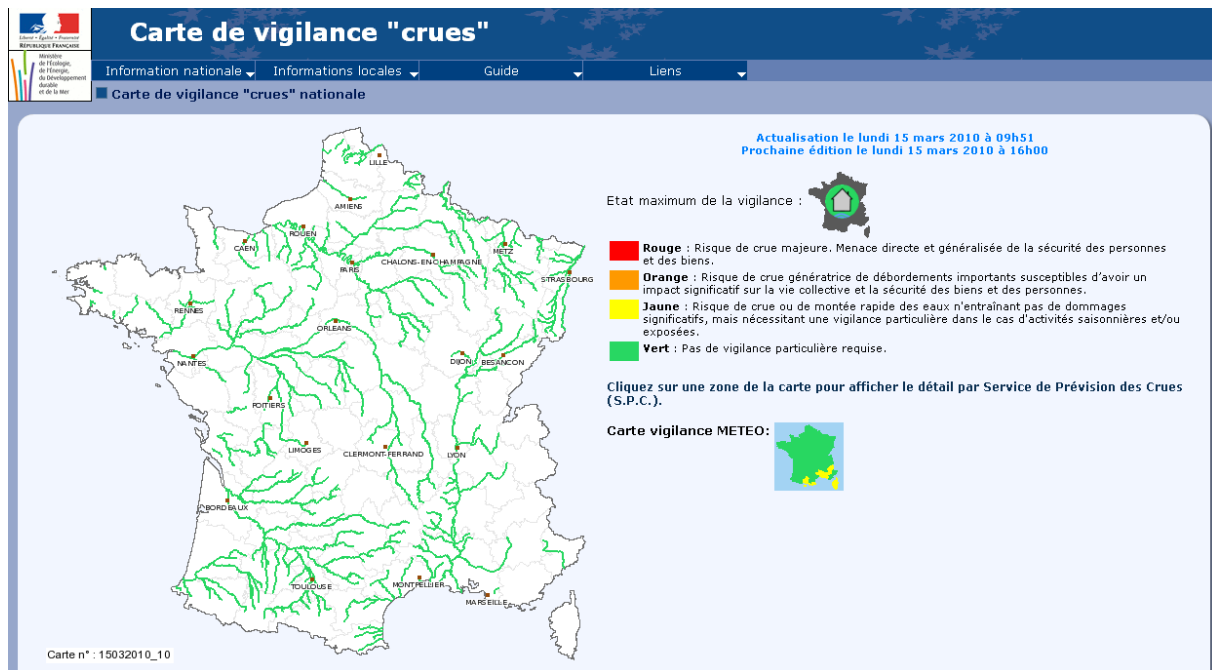 Liberté • Égalité • Fraternité
RÉPUBLIQUE FRANÇAISE
Ministère
de l'Écologie,
de l'Énergie,
du Développement
durable
et de la Mer
Carte de vigilance "crues"
Information nationale
Informations locales
Guide
Liens
Carte de vigilance "crues" nationale
Actualisation le lundi 15 mars 2010 à 09h51
Prochaine édition le lundi 15 mars 2010 à 16h00
Etat maximum de la vigilance :
Rouge : Risque de crue majeure. Menace directe et généralisée de la sécurité des personnes
et des biens.
Orange : Risque de crue génératrice de débordements importants susceptibles d'avoir un
impact significatif sur la vie collective et la sécurité des biens et des personnes.
Jaune : Risque de crue ou de montée rapide des eaux n'entraînant pas de dommages
significatifs, mais nécessitant une vigilance particulière dans le cas d'activités saisonnières et/ou
exposées.
Vert : Pas de vigilance particulière requise.
Cliquez sur une zone de la carte pour afficher le détail par Service de Prévision des Crues
(S.P.C.).
Carte vigilance METEO:
LILLE
AMIENS
ROUEN
CAEN
METZ
CHALONS-EN-CHAMPAGNE
PARIS
STRASBOURG
RENNES
ORLEANS
NANTES
DIJON
BESANCON
POITIERS
LIMOGES
CLERMONT-FERRAND
LYON
BORDEAUX
TOULOUSE
MONTPELLIER
MARSEILLE
Carte n° : 15032010_10